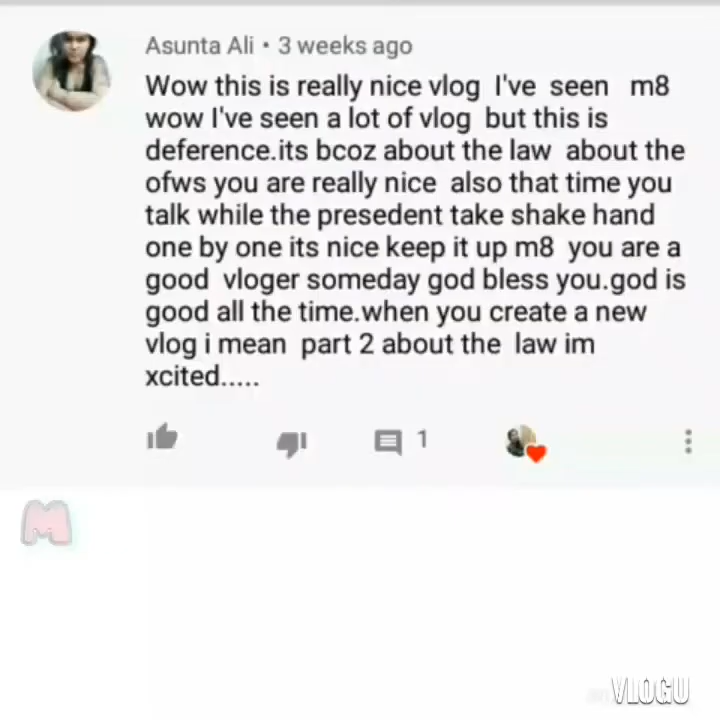 Asunta Ali • 3 weeks ago
Wow this is really nice vlog I've seen m8
wow I've seen a lot of vlog but this is
deference.its bcoz about the law about the
ofws you are really nice also that time you
talk while the presedent take shake hand
one by one its nice keep it up m8 you are a
good vloger someday god bless you.god is
good all the time.when you create a new
vlog i mean part 2 about the law im
xcited.....
1
M
VLOGU